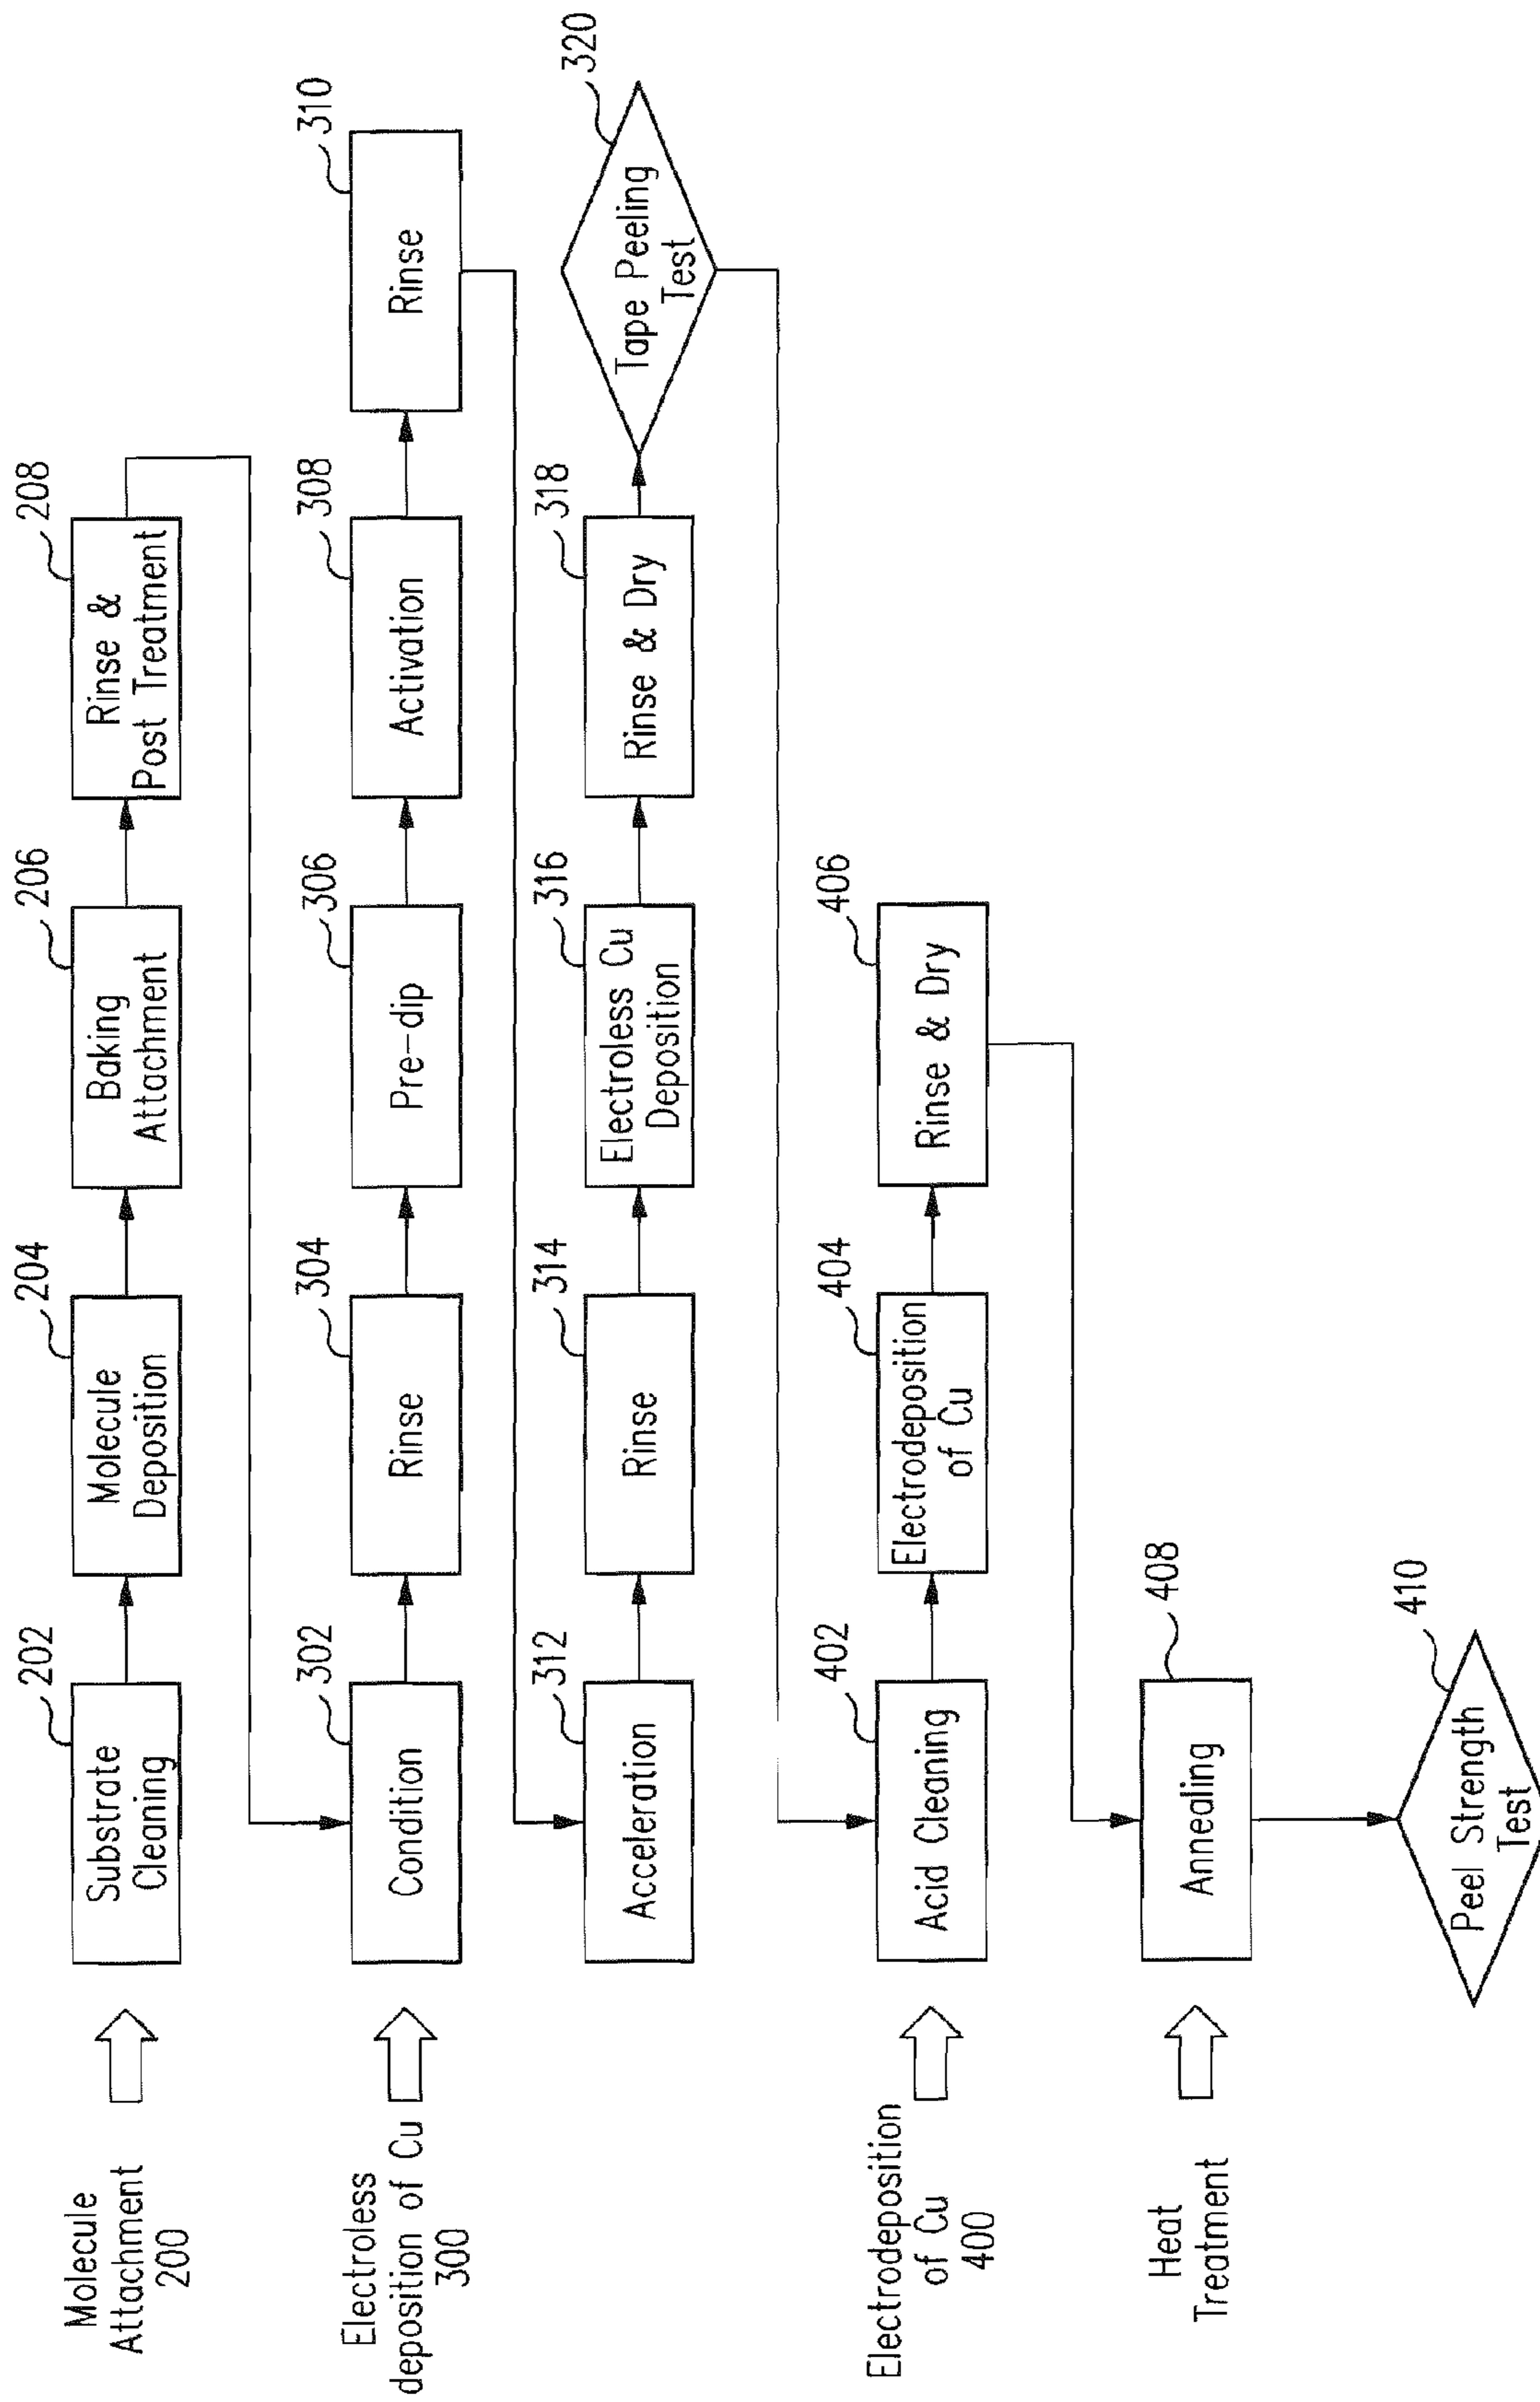 Molecule
Attachment
200
202
Substrate
Cleaning
204
Molecule
Deposition
206
Baking
Attachment
208
Rinse &
Post Treatment
Electroless
deposition of Cu
300
302
Condition
304
Rinse
306
Pre-dip
308
Activation
310
Rinse
312
Acceleration
314
Rinse
316
Electroless Cu
Deposition
318
Rinse & Dry
320
Tape Peeling
Test
Electrodeposition
of Cu
400
402
Acid Cleaning
404
Electrodeposition
of Cu
406
Rinse & Dry
Heat
Treatment
408
Annealing
410
Peel Strength
Test